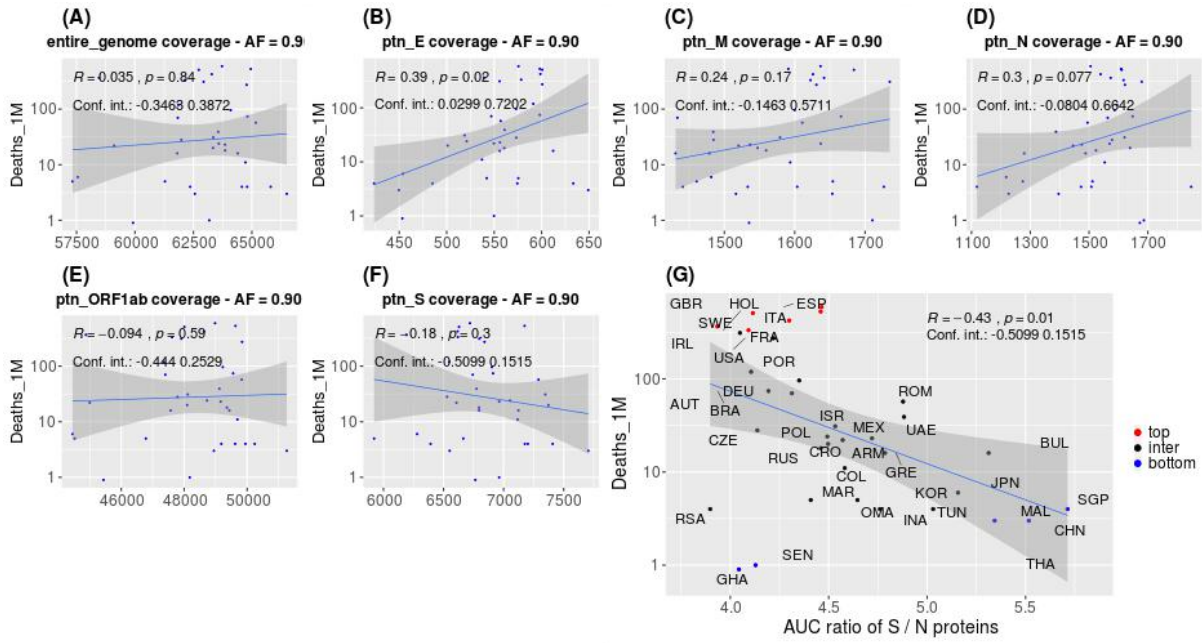 (A)
entire_genome coverage - AF = 0.90
R = 0.035 , p = 0.84
Conf. int.: -0.3463 0.3872
Deaths_1M
100
10
1
57500 60000 62500 65000
(B)
ptn_E coverage - AF = 0.90
R = 0.39 , p = 0.02
Conf. int.: 0.0299 0.7202
Deaths_1M
100
10
1
450 500 550 600 650
(C)
ptn_M coverage - AF = 0.90
R = 0.24 , p = 0.17
Conf. int.: -0.1463 0.5711
Deaths_1M
100
10
1
1500 1600 1700
(D)
ptn_N coverage - AF = 0.90
R = 0.3 , p = 0.077
Conf. int.: -0.0804 0.6642
Deaths_1M
100
10
1
1100 1300 1500 1700
(E)
ptn_ORF1ab coverage - AF = 0.90
R = −0.094 , p = 0.59
Conf. int.: -0.444 0.2529
Deaths_1M
100
10
1
46000 48000 50000
(F)
ptn_S coverage - AF = 0.90
R = −0.18 , p = 0.3
Conf. int.: -0.5099 0.1515
Deaths_1M
100
10
1
6000 6500 7000 7500
(G)
GBR HOL ESP
SWE ITA
R = −0.43 , p = 0.01
Conf. int.: -0.5099 0.1515
IRL USA FRA
POR
100
DEU ROM
AUT BRA
ISR MEX UAE
CZE POL BUL
RUS CRO ARM GRE
10
COL JPN
MAR KOR SGP
RSA OMA INA TUN MAL
CHN
SEN THA
1
GHA
Deaths_1M
4.0 4.5 5.0 5.5
AUC ratio of S / N proteins
top
inter
bottom